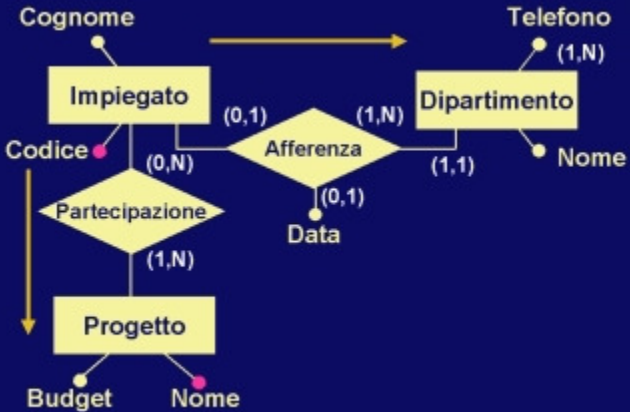 Cognome
Telefono
(1,N)
Impiegato
(0,1)
(1,N)
Dipartimento
Codice
(0,N)
Afferenza
(1,1)
Nome
Partecipazione
(0,1)
Data
(1,N)
Progetto
Budget
Nome